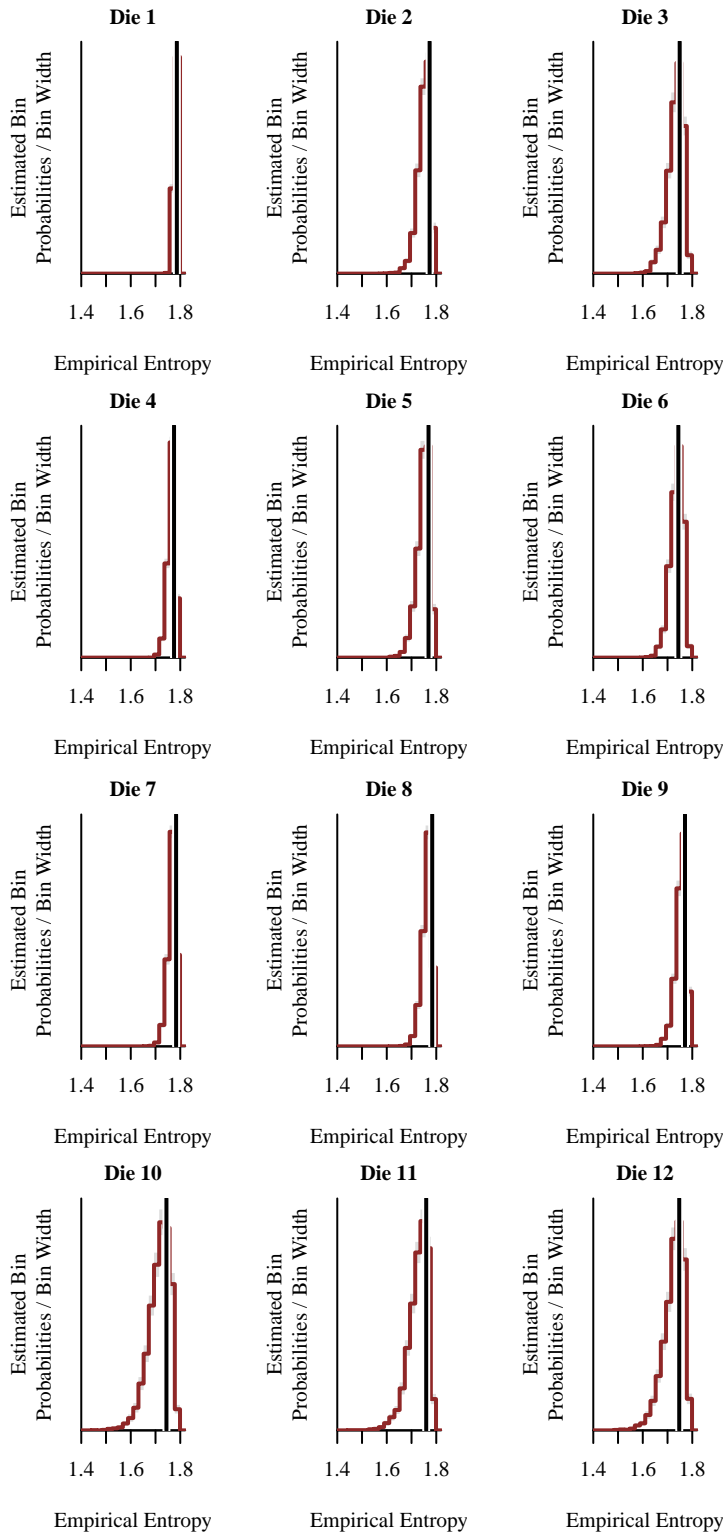 Die 1
Estimated Bin
Probabilities / Bin Width
1.4 1.6 1.8
Empirical Entropy
Die 2
Estimated Bin
Probabilities / Bin Width
1.4 1.6 1.8
Empirical Entropy
Die 3
Estimated Bin
Probabilities / Bin Width
1.4 1.6 1.8
Empirical Entropy
Die 4
Estimated Bin
Probabilities / Bin Width
1.4 1.6 1.8
Empirical Entropy
Die 5
Estimated Bin
Probabilities / Bin Width
1.4 1.6 1.8
Empirical Entropy
Die 6
Estimated Bin
Probabilities / Bin Width
1.4 1.6 1.8
Empirical Entropy
Die 7
Estimated Bin
Probabilities / Bin Width
1.4 1.6 1.8
Empirical Entropy
Die 8
Estimated Bin
Probabilities / Bin Width
1.4 1.6 1.8
Empirical Entropy
Die 9
Estimated Bin
Probabilities / Bin Width
1.4 1.6 1.8
Empirical Entropy
Die 10
Estimated Bin
Probabilities / Bin Width
1.4 1.6 1.8
Empirical Entropy
Die 11
Estimated Bin
Probabilities / Bin Width
1.4 1.6 1.8
Empirical Entropy
Die 12
Estimated Bin
Probabilities / Bin Width
1.4 1.6 1.8
Empirical Entropy